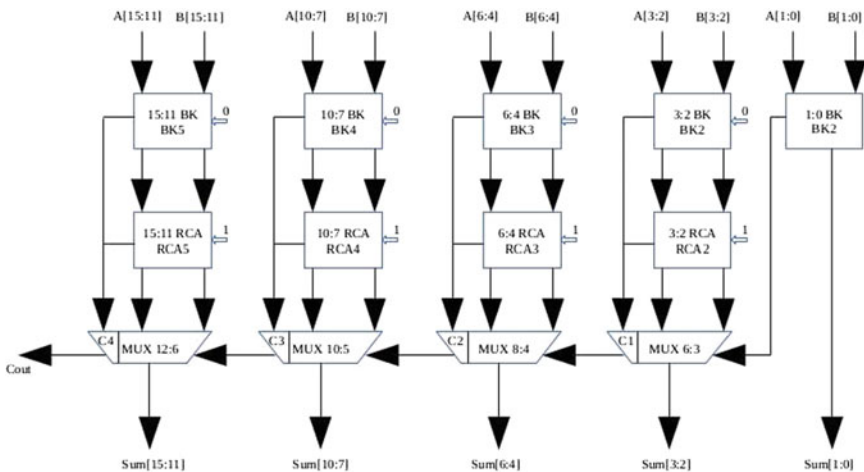 A[15:11] B[15:11] A[10:7] B[10:7] A[6:4] B[6:4] A[3:2] B[3:2] A[1:0] B[1:0]
0 0 0 0
15:11 BK 10:7 BK 6:4 BK 3:2 BK 1:0 BK
BK5 BK4 BK3 BK2 BK2
1 1 1 1
15:11 RCA 10:7 RCA 6:4 RCA 3:2 RCA
RCA5 RCA4 RCA3 RCA2
C4 MUX 12:6 C3 MUX 10:5 C2 MUX 8:4 C1 MUX 6:3
Cout
Sum[15:11] Sum[10:7] Sum[6:4] Sum[3:2] Sum[1:0]